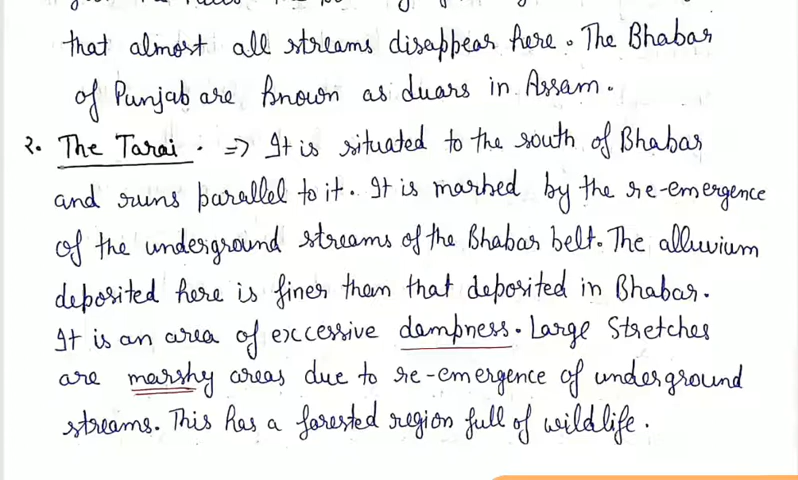 that almost all streams disappear here. The Bhabar
of Punjab are known as duars in Assam.
२. The Tarai. => It is situated to the south of Bhabar
and runs parallel to it. It is marked by the re-emergence
of the underground streams of the Bhabar belt. The alluvium
deposited here is finer than that deposited in Bhabar.
It is an area of excessive dampness. Large Stretches
are marshy areas due to re-emergence of underground
streams. This has a forested region full of wildlife.